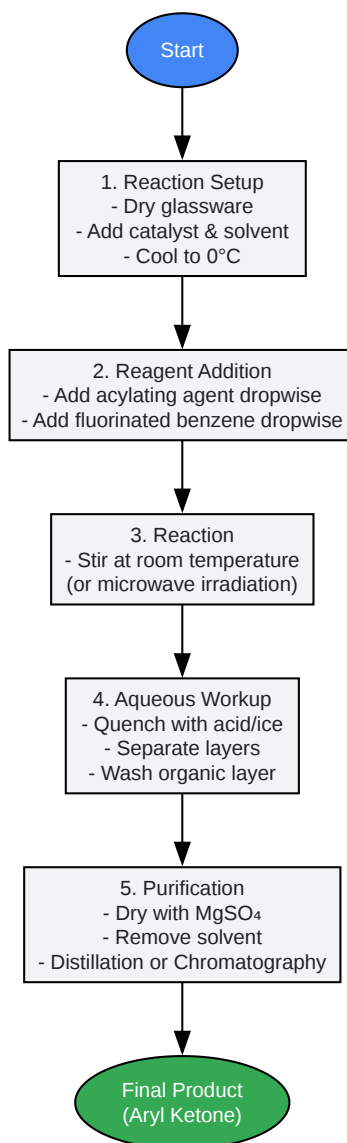 Start
1. Reaction Setup
- Dry glassware
- Add catalyst & solvent
- Cool to 0°C
2. Reagent Addition
- Add acylating agent dropwise
- Add fluorinated benzene dropwise
3. Reaction
- Stir at room temperature
(or microwave irradiation)
4. Aqueous Workup
- Quench with acid/ice
- Separate layers
- Wash organic layer
5. Purification
- Dry with MgSO₄
- Remove solvent
- Distillation or Chromatography
Final Product
(Aryl Ketone)